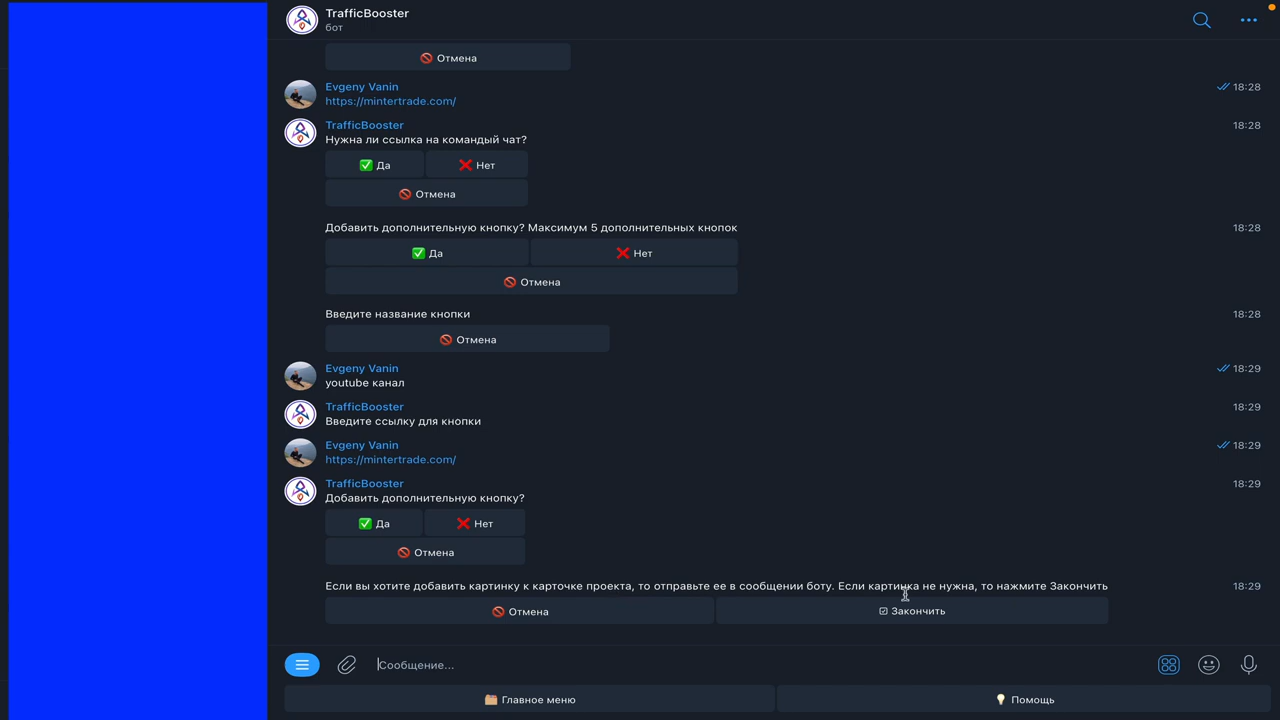 TrafficBooster
бот
🚫 Отмена
Evgeny Vanin
18:28
https://mintertrade.com/
TrafficBooster
18:28
Нужна ли ссылка на командый чат?
✅ Да
❌ Нет
🚫 Отмена
Добавить дополнительную кнопку? Максимум 5 дополнительных кнопок
18:28
✅ Да
❌ Нет
🚫 Отмена
Введите название кнопки
18:28
🚫 Отмена
Evgeny Vanin
18:29
youtube канал
TrafficBooster
18:29
Введите ссылку для кнопки
Evgeny Vanin
18:29
https://mintertrade.com/
TrafficBooster
18:29
Добавить дополнительную кнопку?
✅ Да
❌ Нет
🚫 Отмена
Если вы хотите добавить картинку к карточке проекта, то отправьте ее в сообщении боту. Если картинка не нужна, то нажмите Закончить
18:29
🚫 Отмена
☑ Закончить
Сообщение...
🗂 Главное меню
💡 Помощь